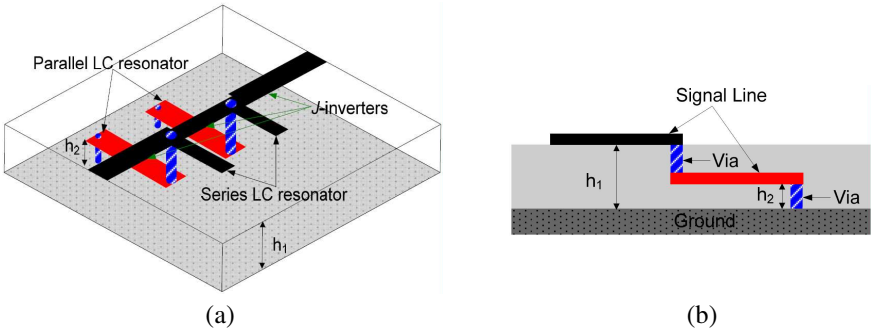 Parallel LC resonator
J-inverters
h2
Series LC resonator
h1
(a)
Signal Line
Via
h1
h2
Via
Ground
(b)